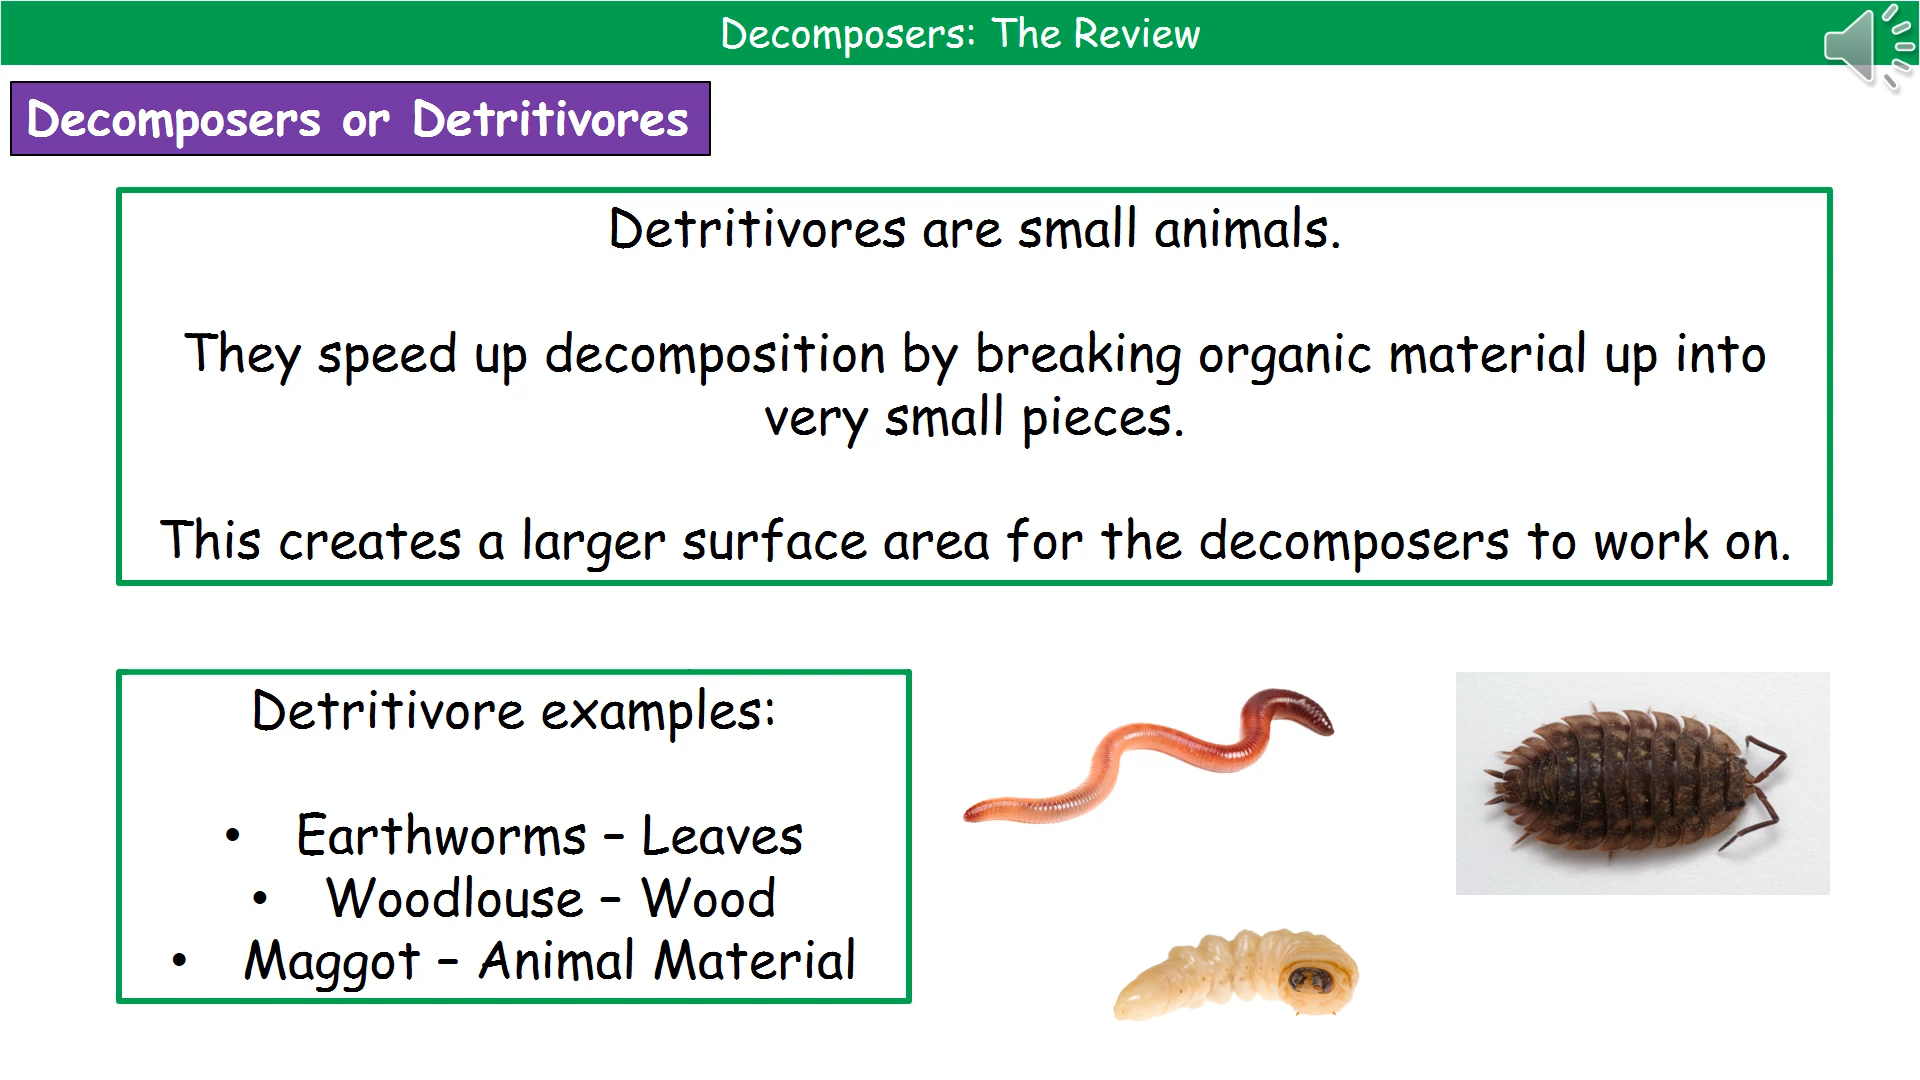 Decomposers: The Review
Decomposers or Detritivores
Detritivores are small animals.
They speed up decomposition by breaking organic material up into
very small pieces.
This creates a larger surface area for the decomposers to work on.
Detritivore examples:
• Earthworms – Leaves
• Woodlouse – Wood
• Maggot – Animal Material